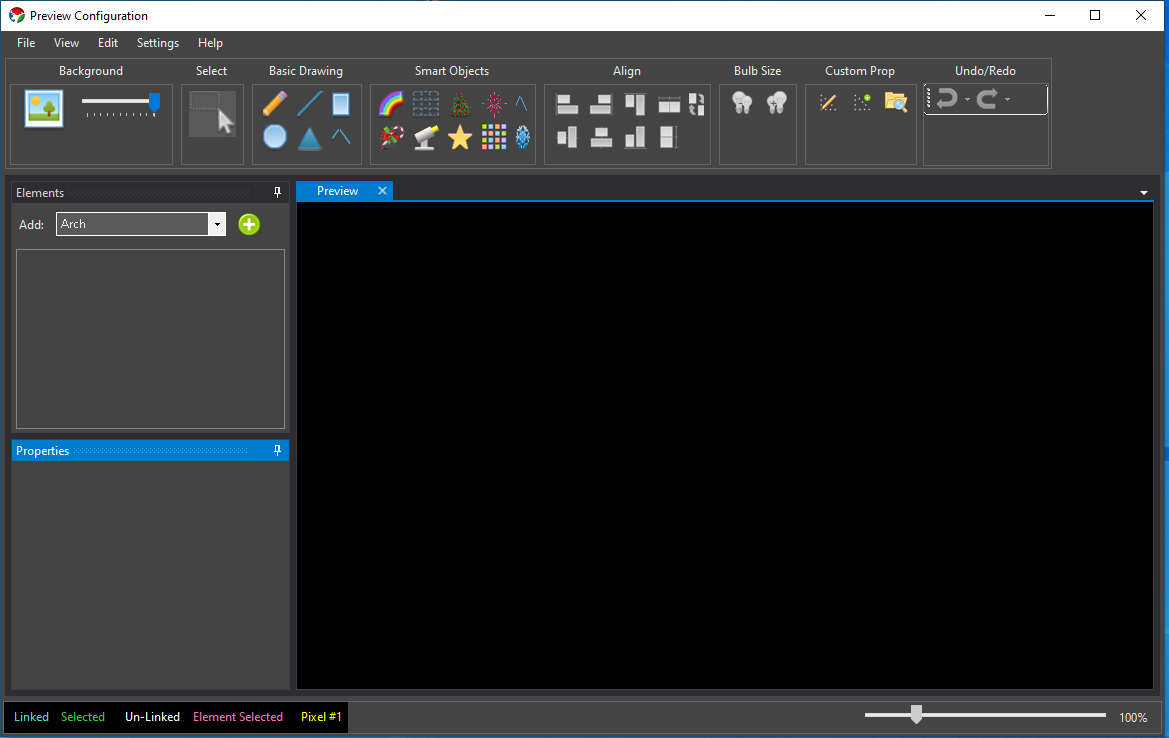 Preview Configuration
File View Edit Settings Help
Background Select Basic Drawing Smart Objects Align Bulb Size Custom Prop Undo/Redo
Elements
Add: Arch
Properties
Preview
Linked Selected Un-Linked Element Selected Pixel #1 100%